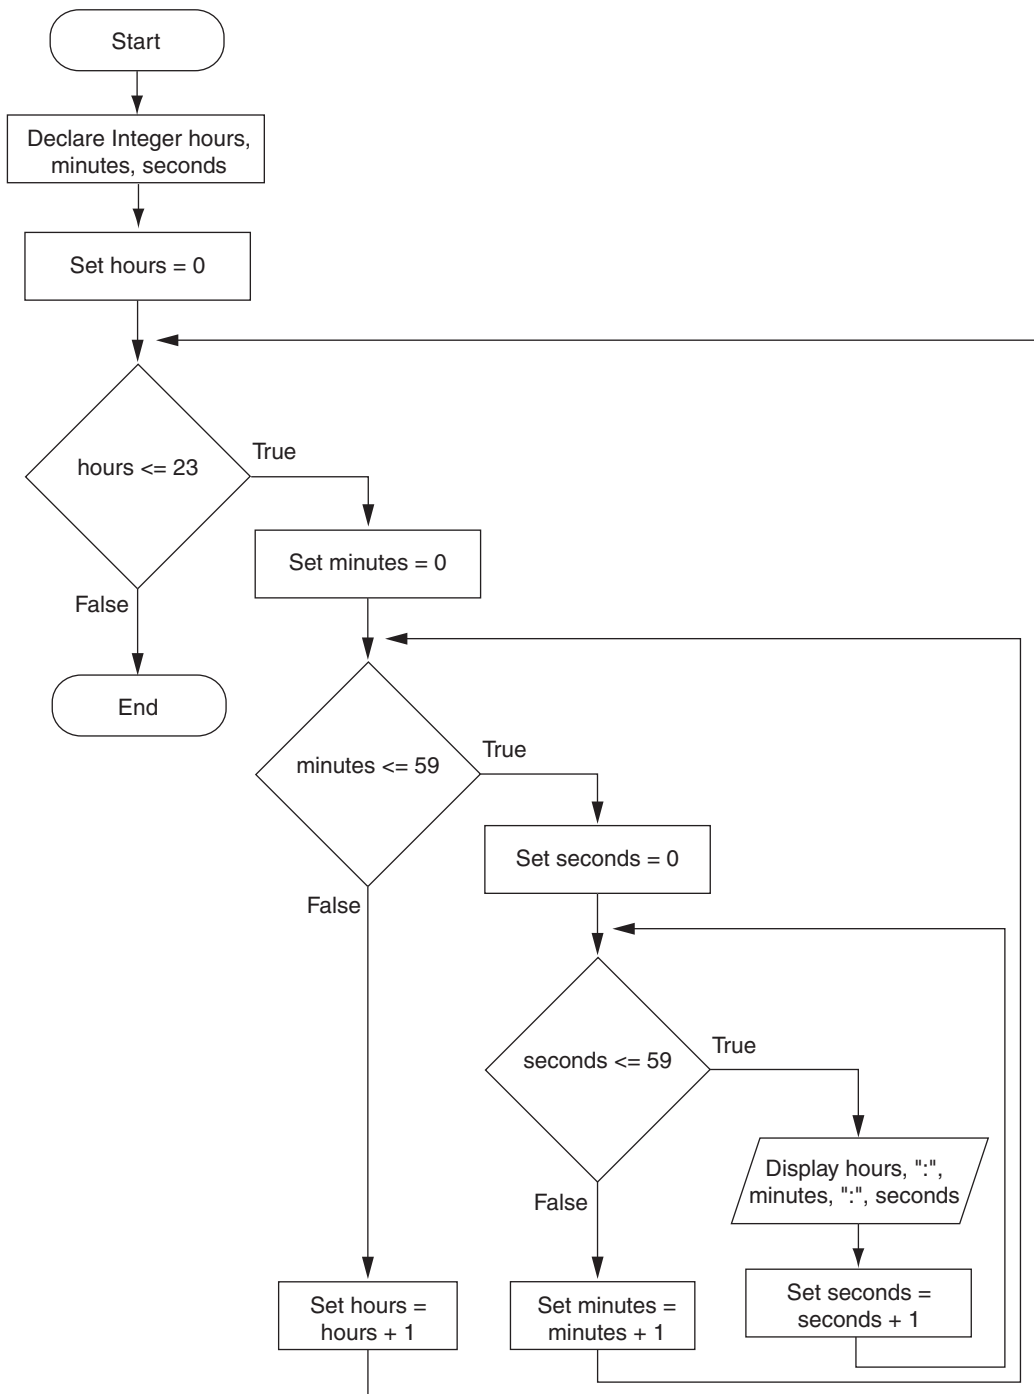 Start
Declare Integer hours,
minutes, seconds
Set hours = 0
hours <= 23
True
False
End
Set minutes = 0
minutes <= 59
True
False
Set seconds = 0
seconds <= 59
True
False
Display hours, ":",
minutes, ":", seconds
Set seconds =
seconds + 1
Set minutes =
minutes + 1
Set hours =
hours + 1